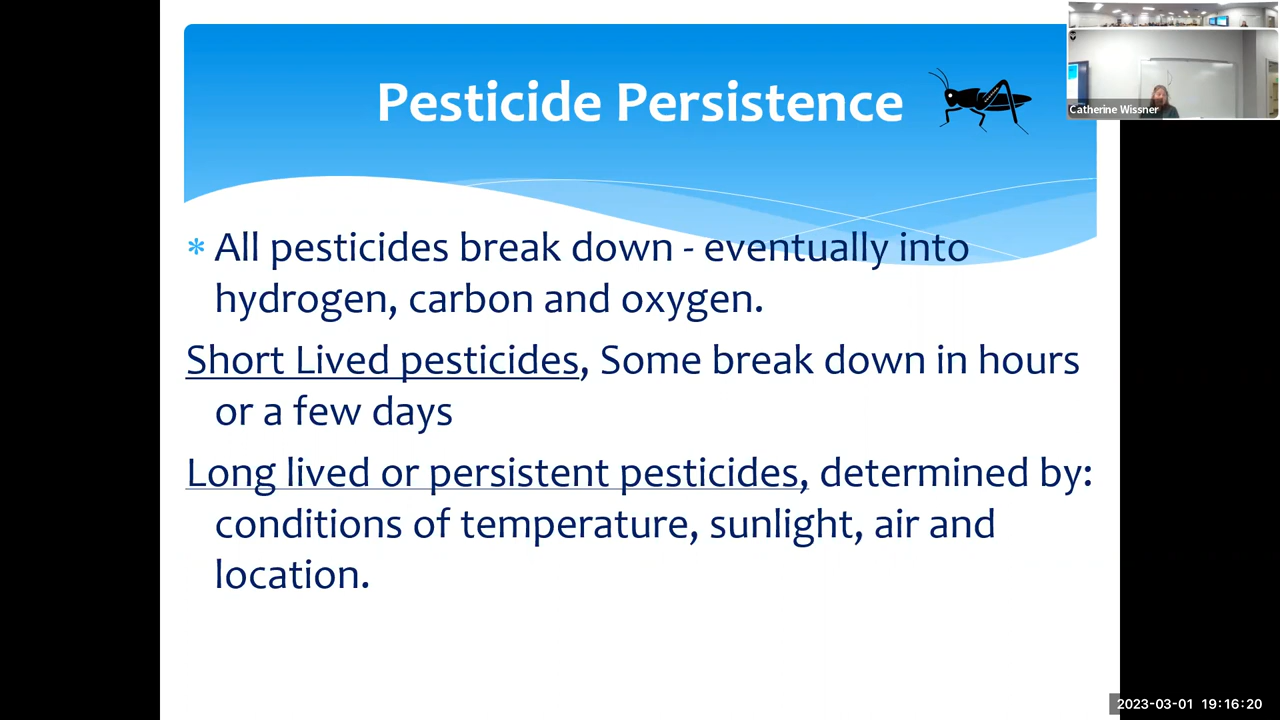 Pesticide Persistence
Catherine Wissner
* All pesticides break down - eventually into
hydrogen, carbon and oxygen.
Short Lived pesticides, Some break down in hours
or a few days
Long lived or persistent pesticides, determined by:
conditions of temperature, sunlight, air and
location.
2023-03-01 19:16:20